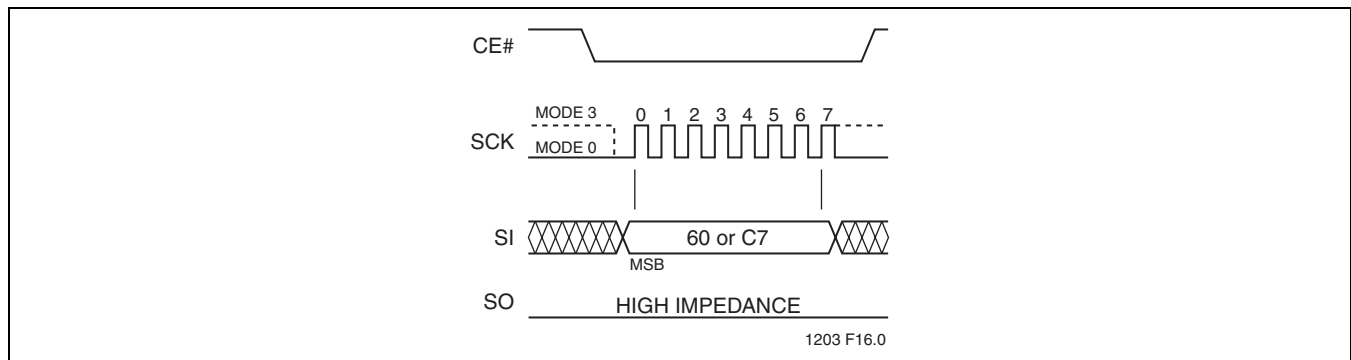 CE#
MODE 3
0 1 2 3 4 5 6 7
SCK
MODE 0
SI
60 or C7
MSB
SO
HIGH IMPEDANCE
1203 F16.0